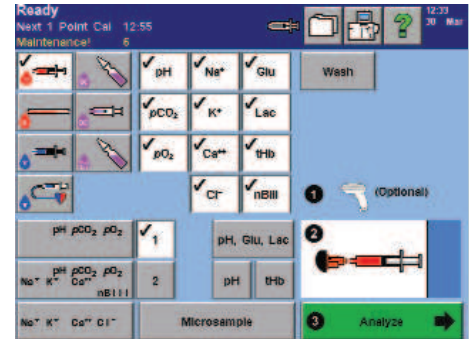 Ready
Next 1 Point Cal 12:55
Maintenance! 6
12:33
30 Mar
?
pH Na⁺ Glu Wash
pCO₂ K⁺ Lac
pO₂ Ca⁺⁺ tHb
Cl⁻ nBili
1 (Optional)
pH pCO₂ pO₂
1
pH, Glu, Lac
2
pH pCO₂ pO₂
Na⁺ K⁺ Ca⁺⁺
nBili
2
pH tHb
Na⁺ K⁺ Ca⁺⁺ Cl⁻
Microsample
3 Analyze